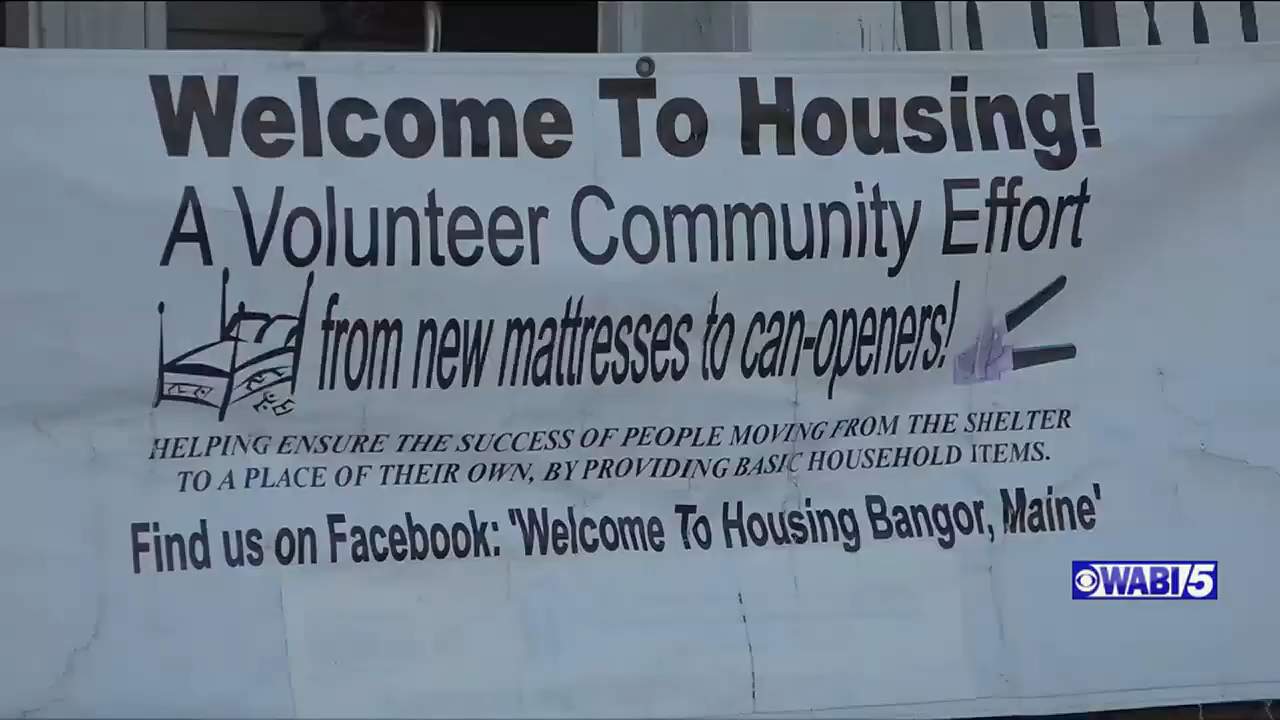 Welcome To Housing!
A Volunteer Community Effort
from new mattresses to can-openers!
HELPING ENSURE THE SUCCESS OF PEOPLE MOVING FROM THE SHELTER
TO A PLACE OF THEIR OWN, BY PROVIDING BASIC HOUSEHOLD ITEMS.
Find us on Facebook: 'Welcome To Housing Bangor, Maine'
WABI 5